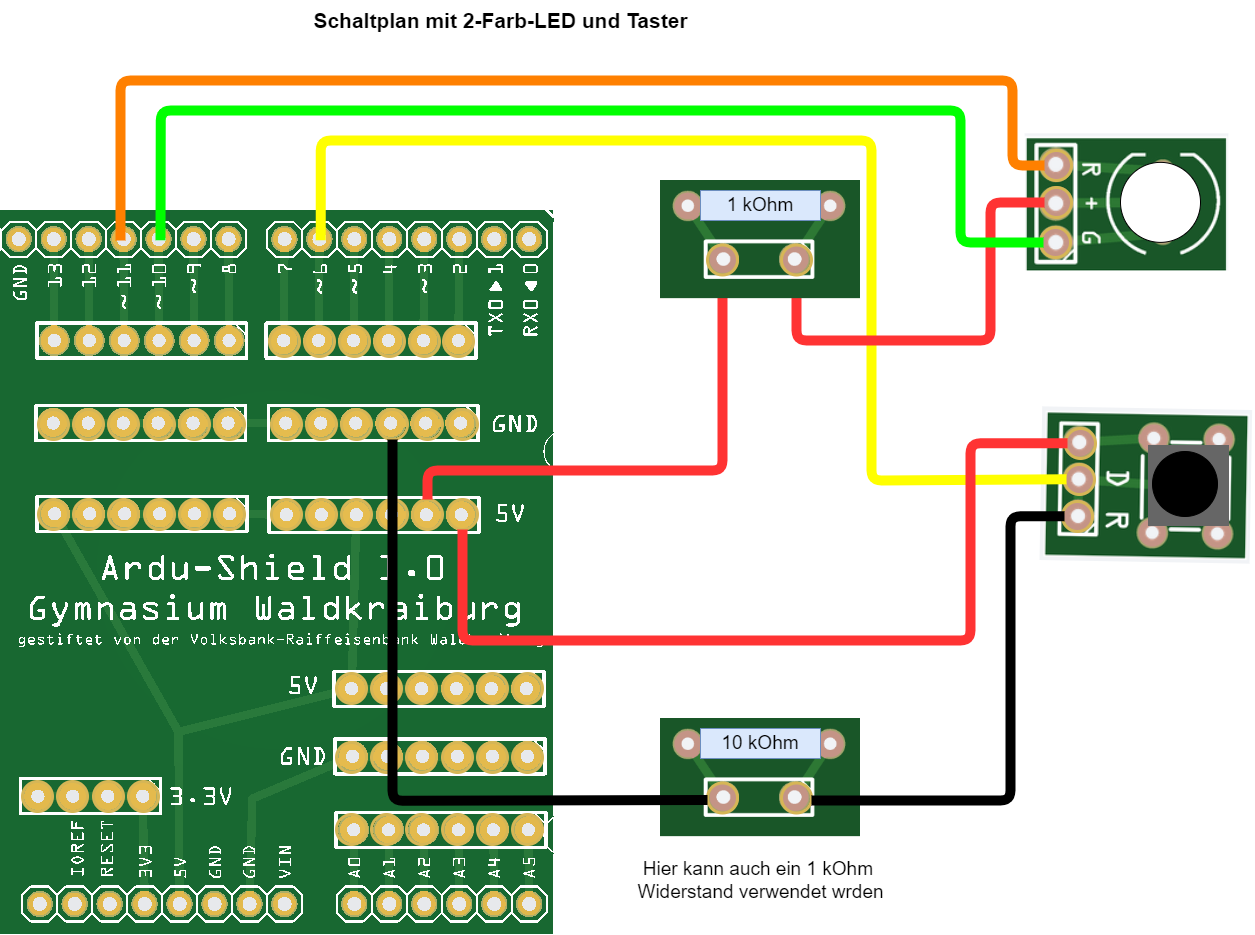 Schaltplan mit 2-Farb-LED und Taster
R
+
G
1 kOhm
GND
13
12
~11
~10
~9
8
7
~6
~5
4
~3
2
TXO ▲ 1
RXO ▼ 0
GND
D
R
5V
Ardu-Shield 1.0
Gymnasium Waldkraiburg
gestiftet von der Volksbank-Raiffeisenbank
5V
10 kOhm
GND
3.3V
IOREF
RESET
3V3
5V
GND
GND
VIN
A0
A1
A2
A3
A4
A5
Hier kann auch ein 1 kOhm
Widerstand verwendet wrden